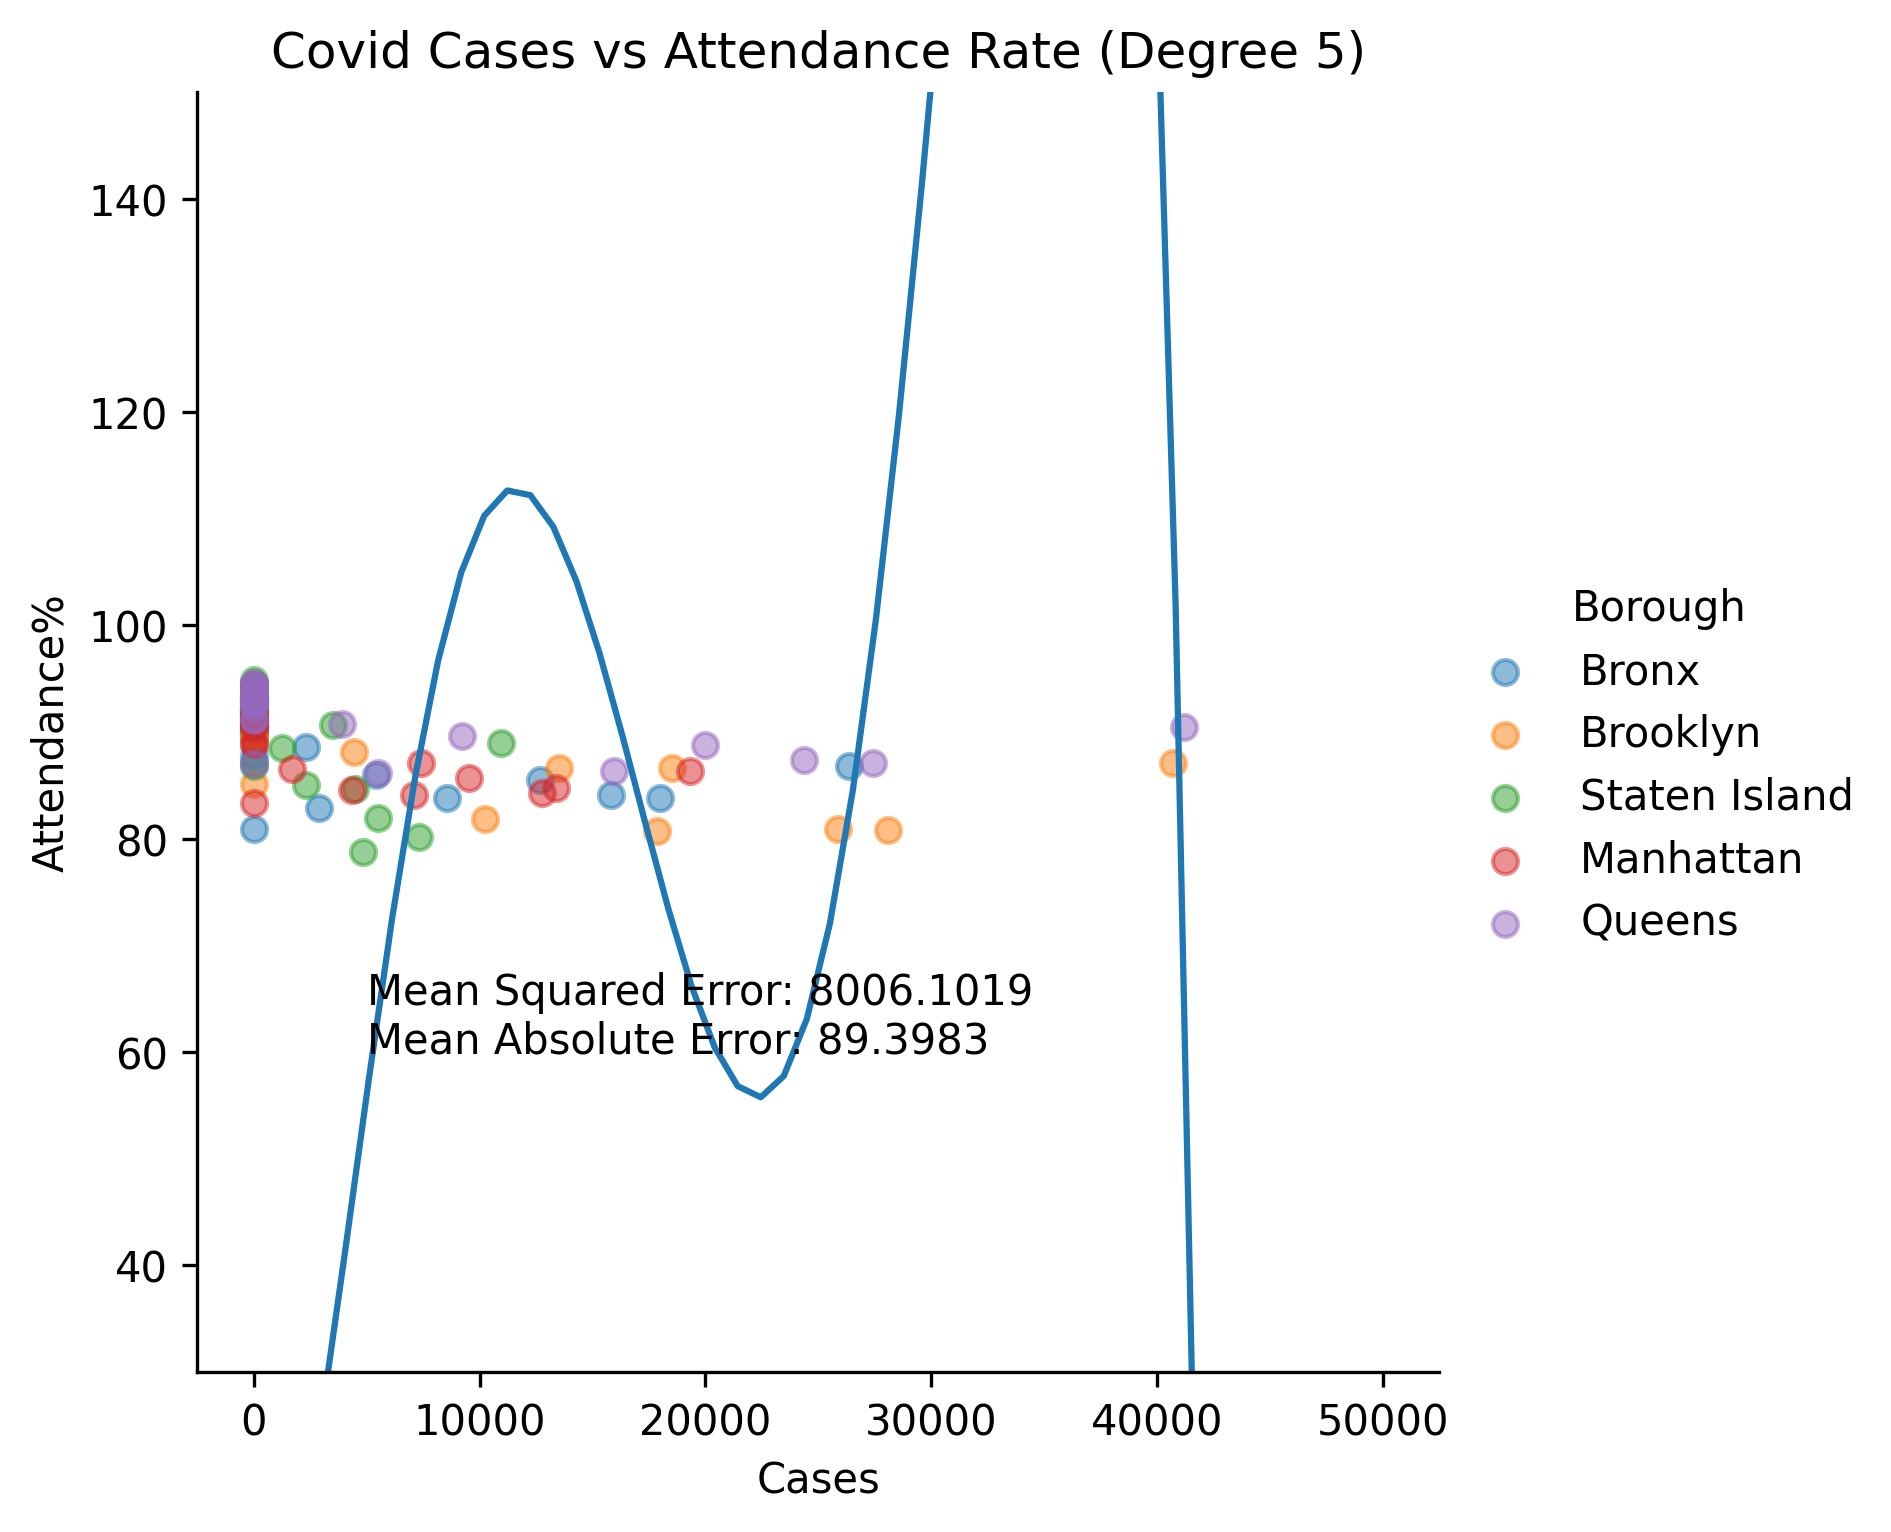 Covid Cases vs Attendance Rate (Degree 5)
140
120
100
80
60
40
Attendance%
Mean Squared Error: 8006.1019
Mean Absolute Error: 89.3983
0 10000 20000 30000 40000 50000
Cases
Borough
Bronx
Brooklyn
Staten Island
Manhattan
Queens